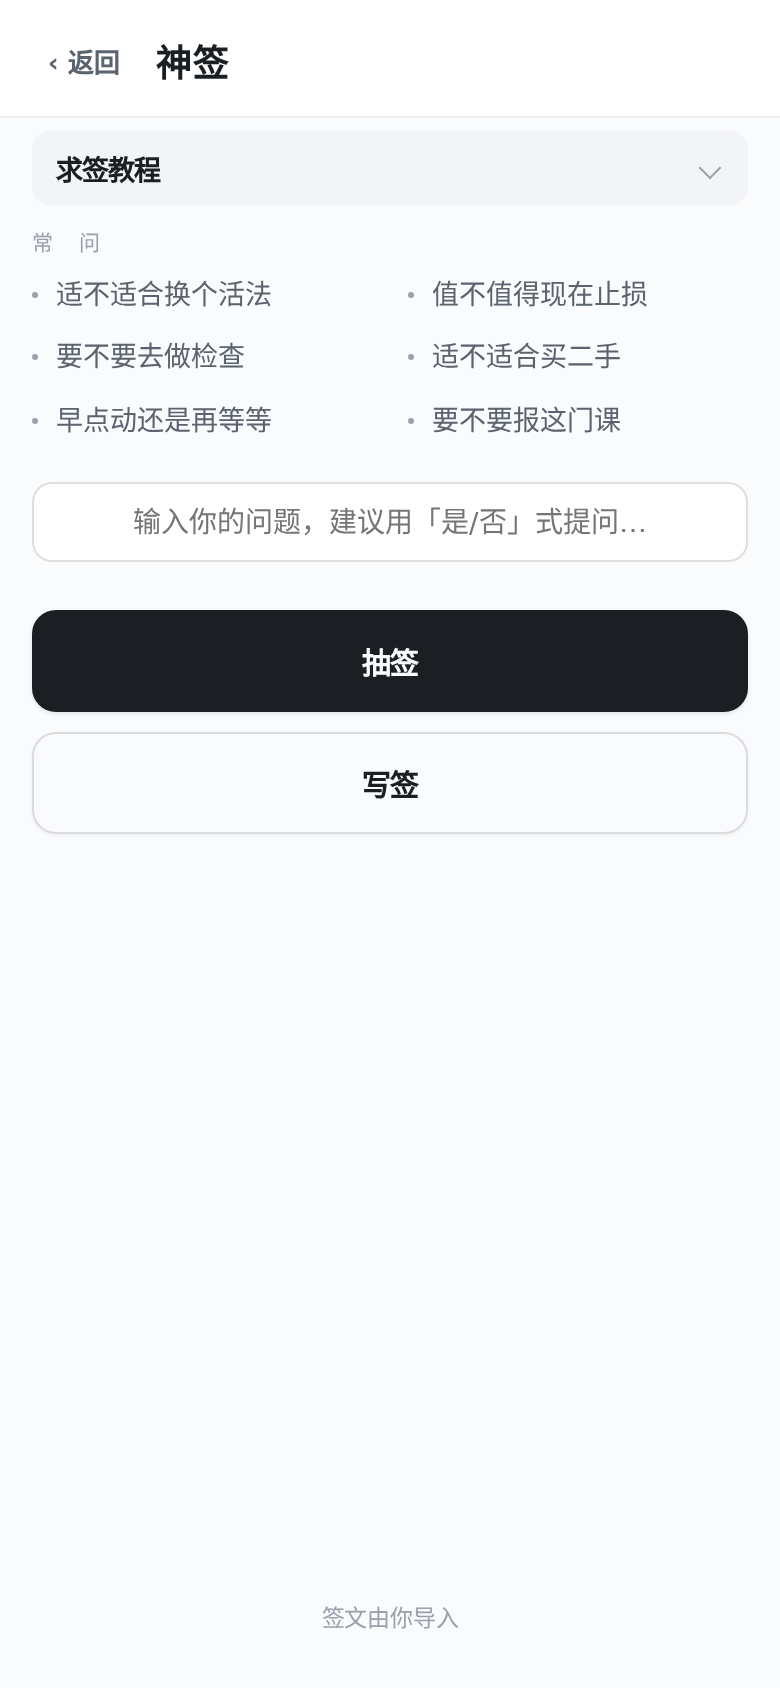 ‹ 返回 神签
求签教程
常 问
适不适合换个活法
值不值得现在止损
要不要去做检查
适不适合买二手
早点动还是再等等
要不要报这门课
输入你的问题，建议用「是/否」式提问...
抽签
写签
签文由你导入